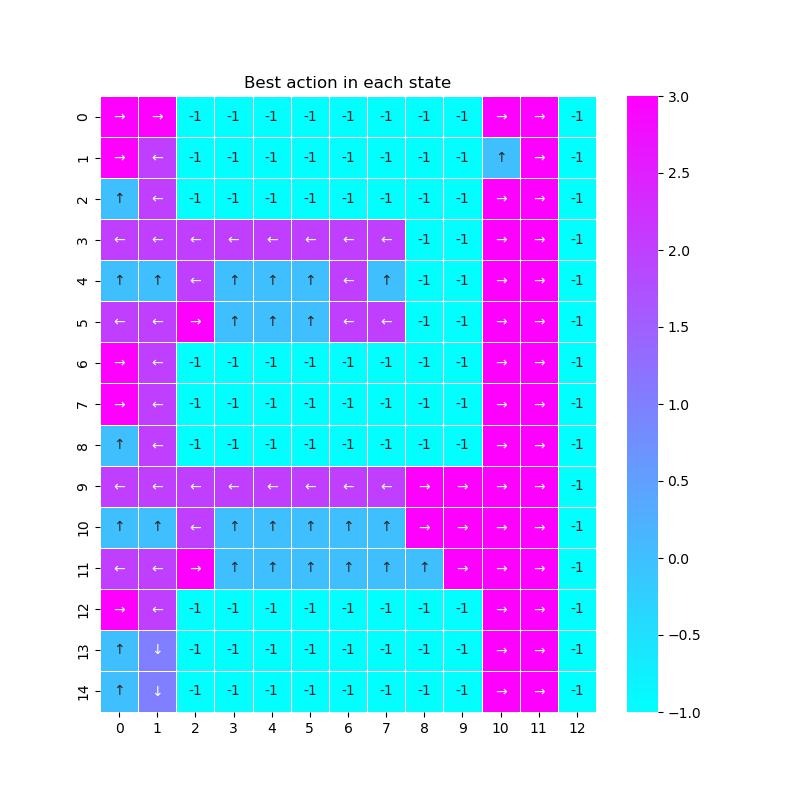 Best action in each state
0 → → -1 -1 -1 -1 -1 -1 -1 -1 → → -1
1 → ← -1 -1 -1 -1 -1 -1 -1 -1 ↑ → -1
2 ↑ ← -1 -1 -1 -1 -1 -1 -1 -1 → → -1
3 ← ← ← ← ← ← ← ← -1 -1 → → -1
4 ↑ ↑ ← ↑ ↑ ↑ ← ↑ -1 -1 → → -1
5 ← ← → ↑ ↑ ↑ ← ← -1 -1 → → -1
6 → ← -1 -1 -1 -1 -1 -1 -1 -1 → → -1
7 → ← -1 -1 -1 -1 -1 -1 -1 -1 → → -1
8 ↑ ← -1 -1 -1 -1 -1 -1 -1 -1 → → -1
9 ← ← ← ← ← ← ← ← → → → → -1
10 ↑ ↑ ← ↑ ↑ ↑ ↑ ↑ → → → → -1
11 ← ← → ↑ ↑ ↑ ↑ ↑ ↑ → → → -1
12 → ← -1 -1 -1 -1 -1 -1 -1 -1 → → -1
13 ↑ ↓ -1 -1 -1 -1 -1 -1 -1 -1 → → -1
14 ↑ ↓ -1 -1 -1 -1 -1 -1 -1 -1 → → -1
0 1 2 3 4 5 6 7 8 9 10 11 12
3.0
2.5
2.0
1.5
1.0
0.5
0.0
−0.5
−1.0